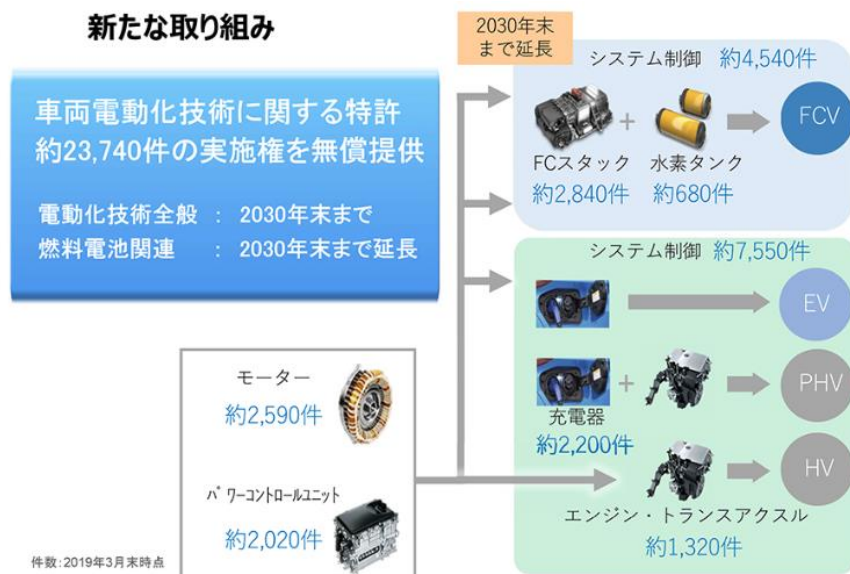 新たな取り組み
車両電動化技術に関する特許
約23,740件の実施権を無償提供
電動化技術全般 : 2030年末まで
燃料電池関連 : 2030年末まで延長
2030年末
まで延長
システム制御 約4,540件
FCV
FCスタック 水素タンク
約2,840件 約680件
システム制御 約7,550件
EV
PHV
充電器
約2,200件
HV
エンジン・トランスアクスル
約1,320件
モーター
約2,590件
パワーコントロールユニット
約2,020件
件数:2019年3月末時点